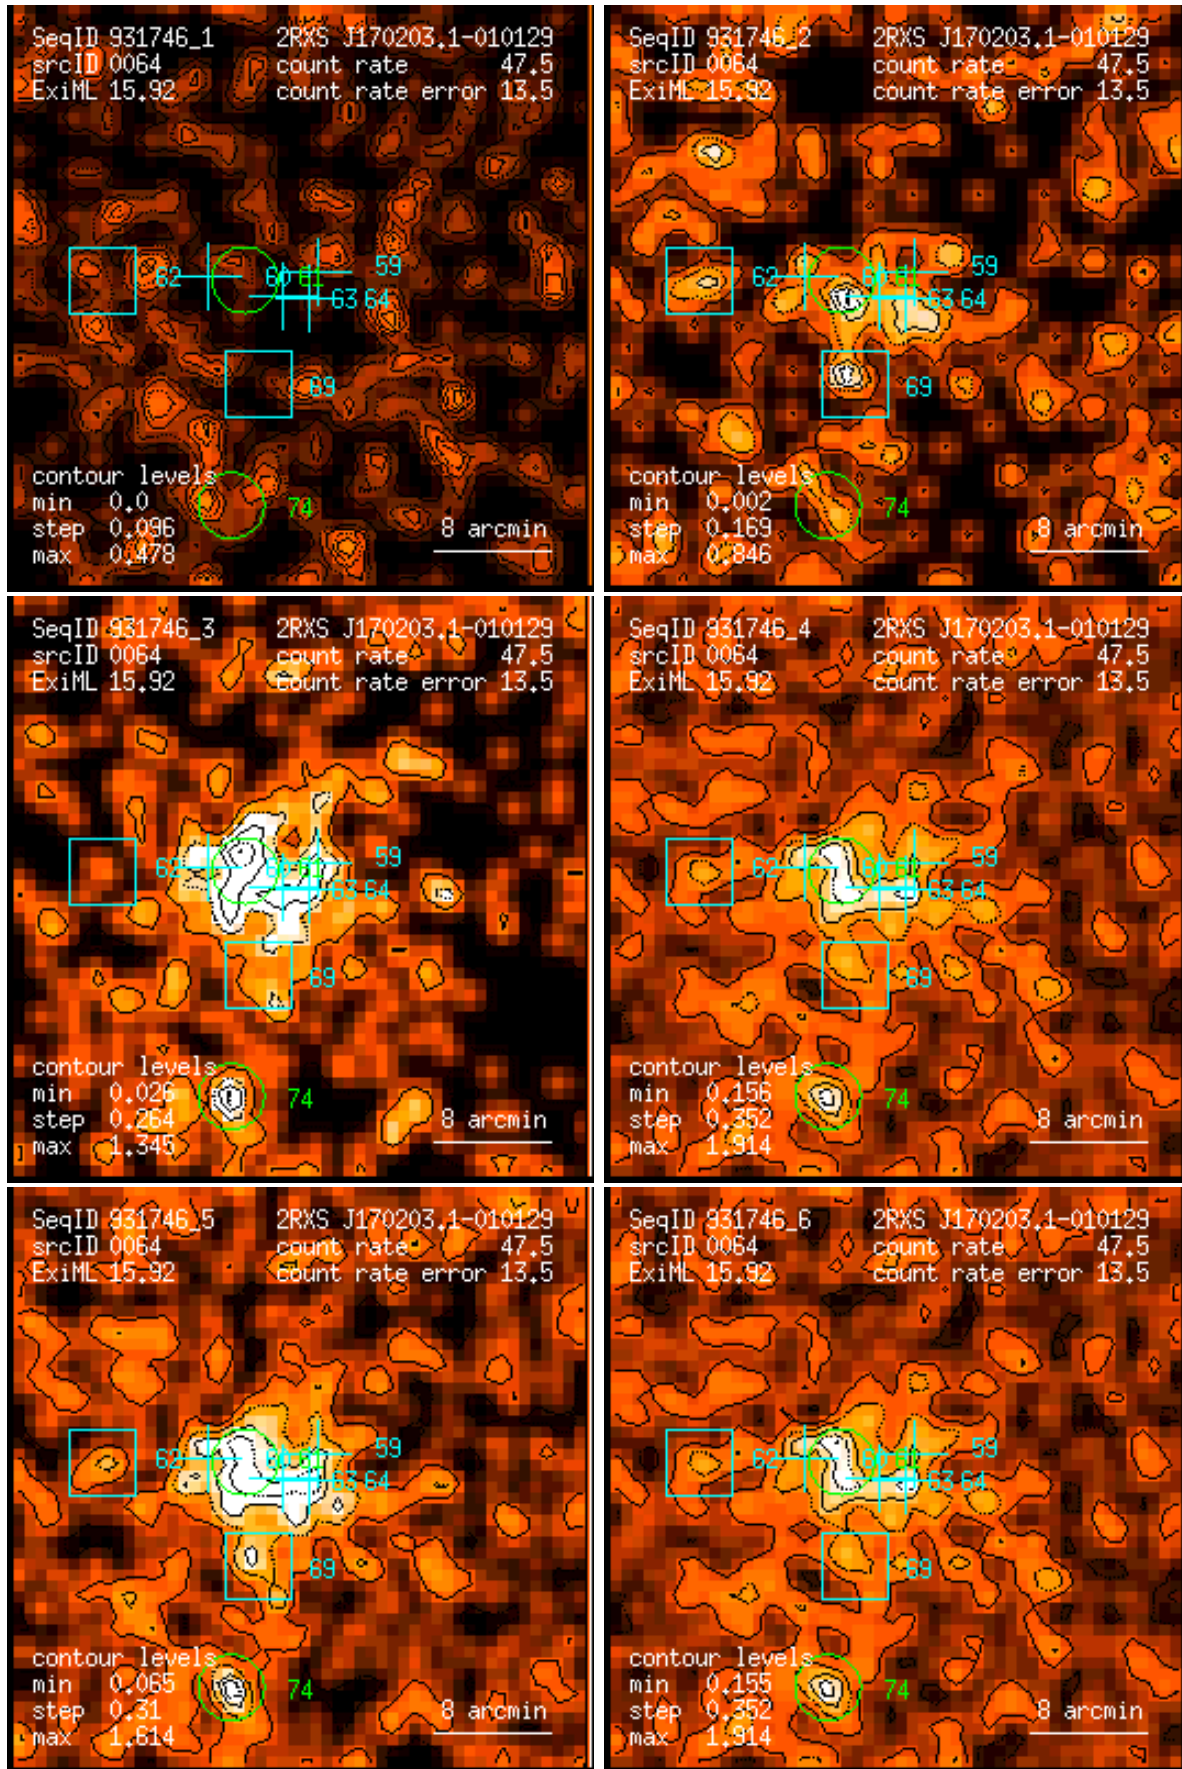 SeqID 931746_1 2RXS J170203.1-010129
srcID 0064 count rate 47.5
ExiML 15.92 count rate error 13.5
62 60 61 59
63 64
69
contour levels
min 0.0 74
step 0.096 8 arcmin
max 0.478
SeqID 931746_2 2RXS J170203.1-010129
srcID 0064 count rate 47.5
ExiML 15.92 count rate error 13.5
62 60 61 59
63 64
69
contour levels
min 0.002 74
step 0.169 8 arcmin
max 0.846
SeqID 931746_3 2RXS J170203.1-010129
srcID 0064 count rate 47.5
ExiML 15.92 count rate error 13.5
62 60 61 59
63 64
69
contour levels
min 0.026 74
step 0.264 8 arcmin
max 1.345
SeqID 931746_4 2RXS J170203.1-010129
srcID 0064 count rate 47.5
ExiML 15.92 count rate error 13.5
62 60 61 59
63 64
69
contour levels
min 0.156 74
step 0.352 8 arcmin
max 1.914
SeqID 931746_5 2RXS J170203.1-010129
srcID 0064 count rate 47.5
ExiML 15.92 count rate error 13.5
62 60 61 59
63 64
69
contour levels
min 0.065 74
step 0.31 8 arcmin
max 1.614
SeqID 931746_6 2RXS J170203.1-010129
srcID 0064 count rate 47.5
ExiML 15.92 count rate error 13.5
62 60 61 59
63 64
69
contour levels
min 0.155 74
step 0.352 8 arcmin
max 1.914